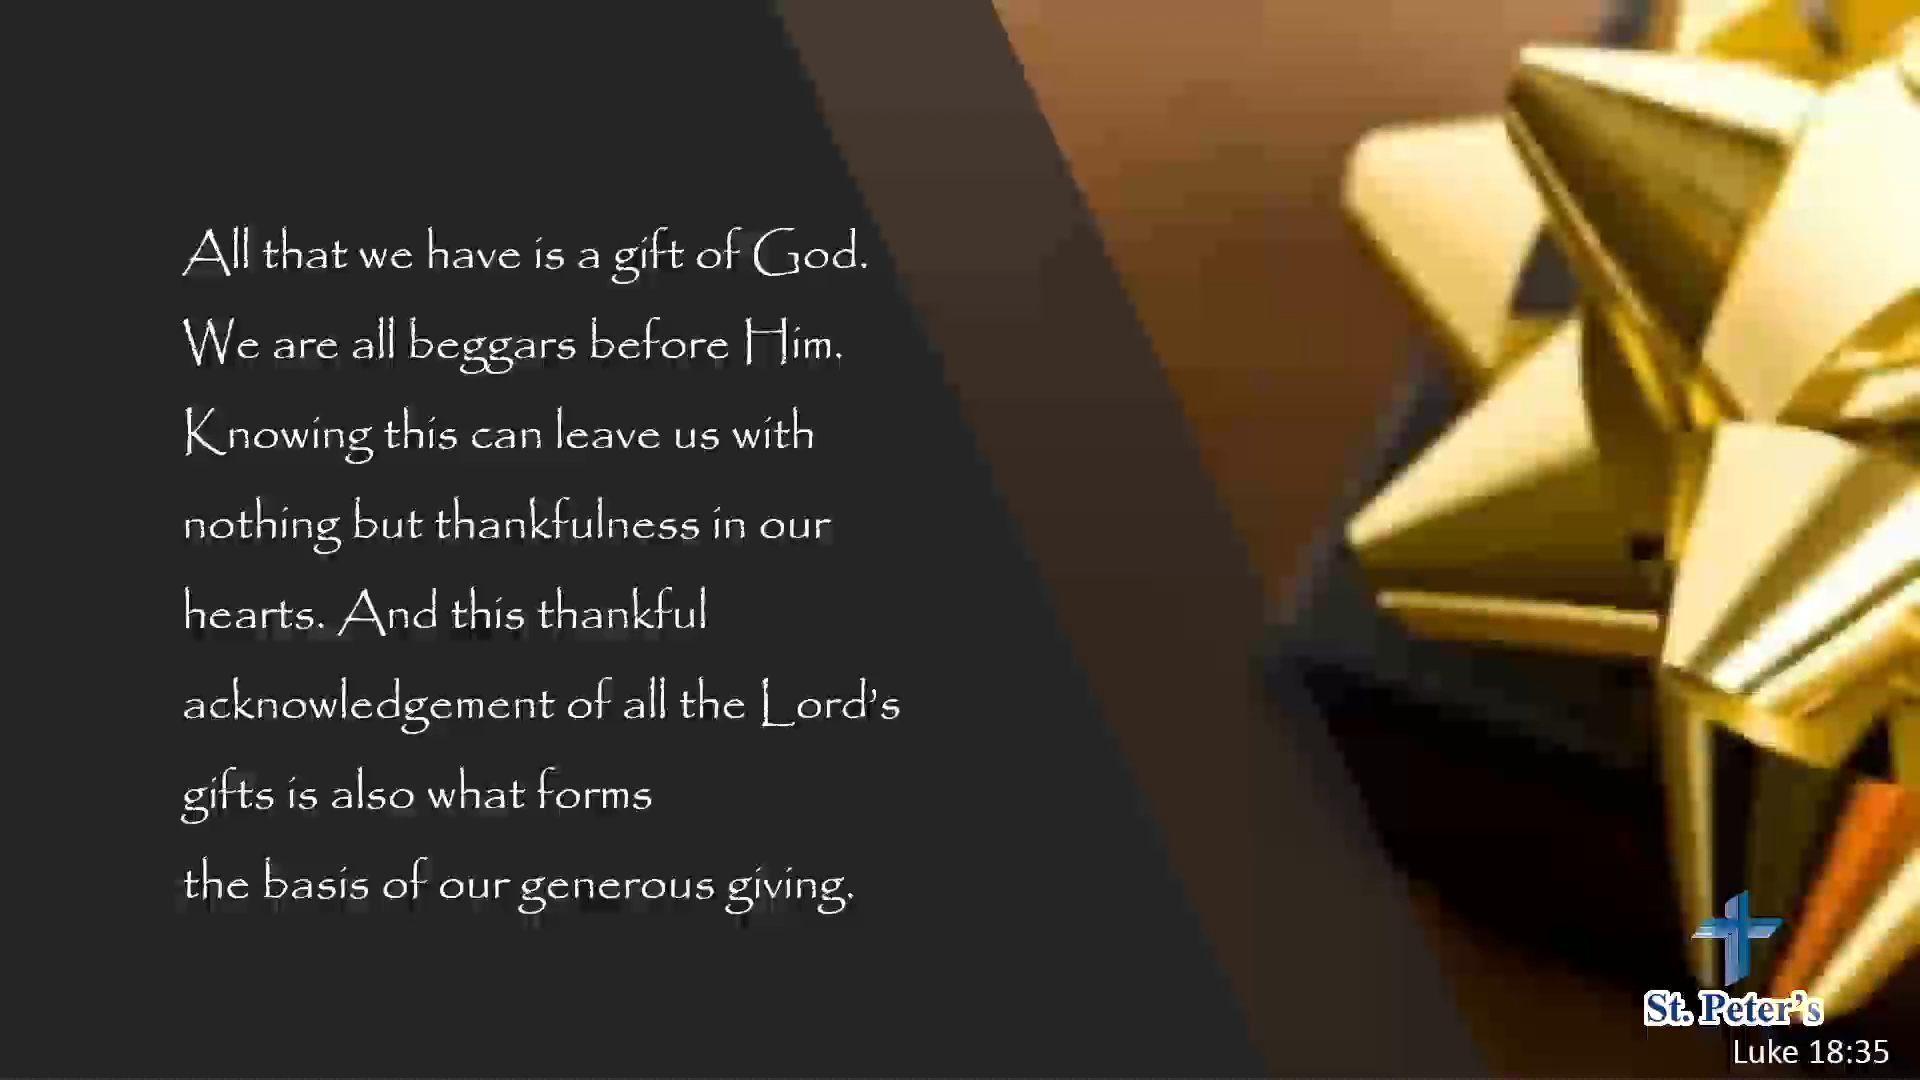 All that we have is a gift of God.
We are all beggars before Him.
Knowing this can leave us with
nothing but thankfulness in our
hearts. And this thankful
acknowledgement of all the Lord's
gifts is also what forms
the basis of our generous giving.
St. Peter's
Luke 18:35